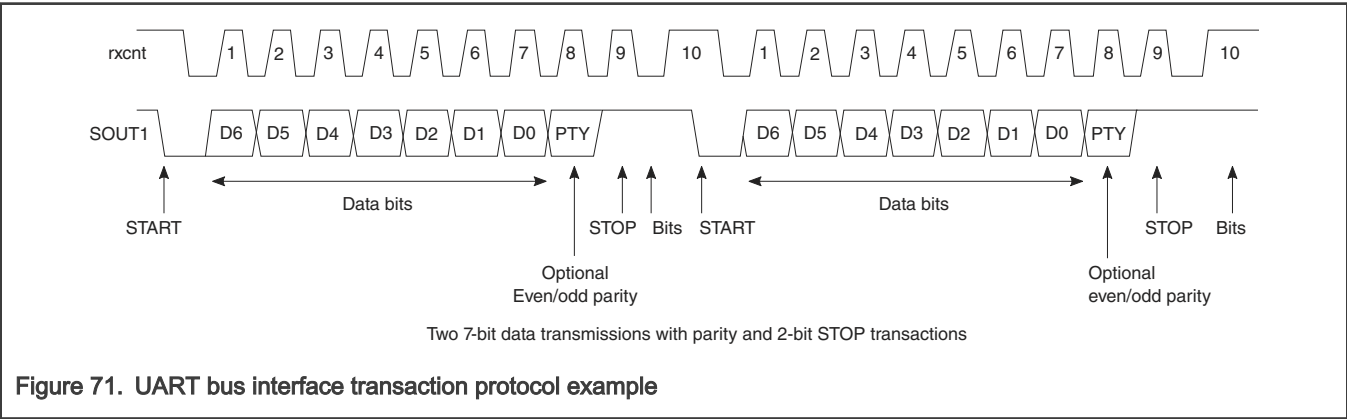 rxcnt 1 2 3 4 5 6 7 8 9 10 1 2 3 4 5 6 7 8 9 10
SOUT1 D6 D5 D4 D3 D2 D1 D0 PTY D6 D5 D4 D3 D2 D1 D0 PTY
Data bits Data bits
START STOP Bits START STOP Bits
Optional Optional
Even/odd parity even/odd parity
Two 7-bit data transmissions with parity and 2-bit STOP transactions
Figure 71. UART bus interface transaction protocol example